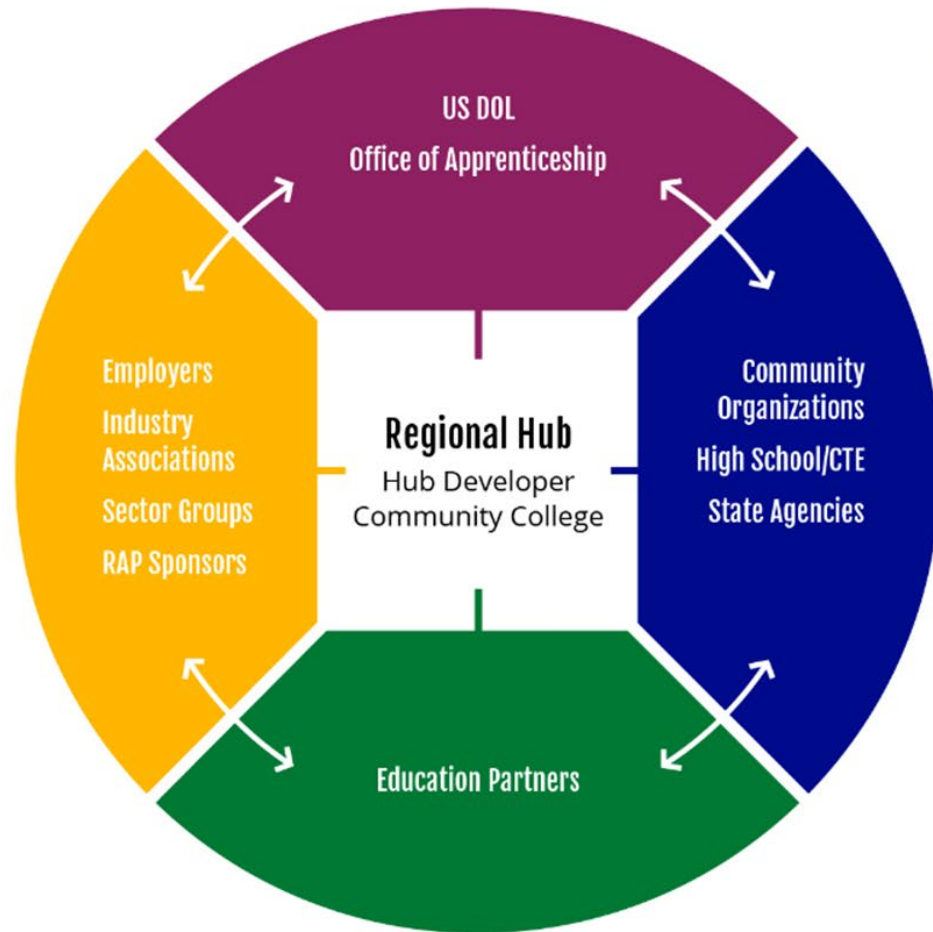 US DOL
Office of Apprenticeship
Employers
Industry
Associations
Sector Groups
RAP Sponsors
Regional Hub
Hub Developer
Community College
Community
Organizations
High School/CTE
State Agencies
Education Partners